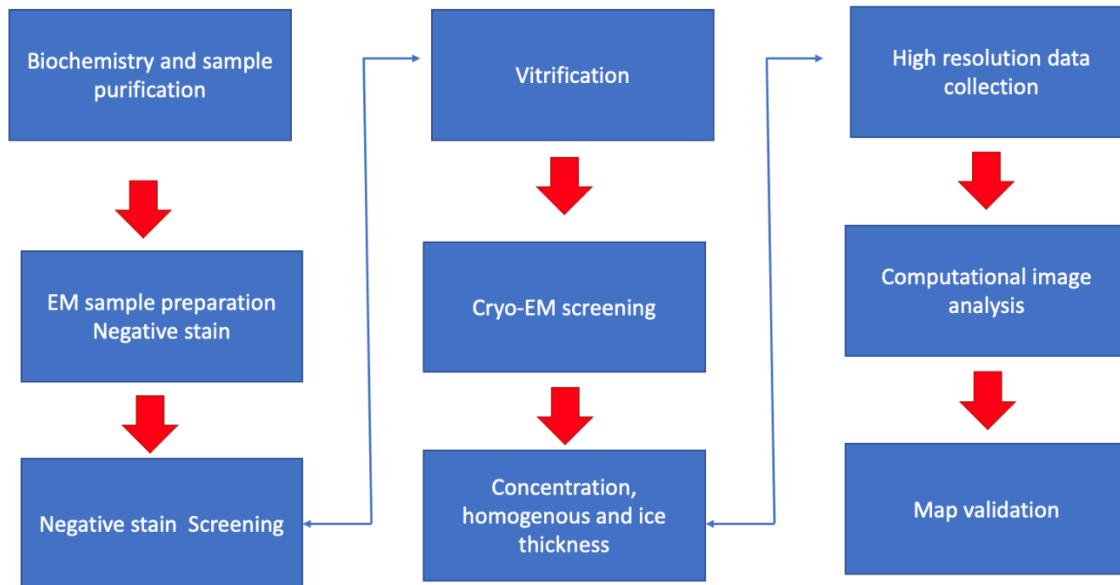 Biochemistry and sample
purification
EM sample preparation
Negative stain
Negative stain  Screening
Vitrification
Cryo-EM screening
Concentration,
homogenous and ice
thickness
High resolution data
collection
Computational image
analysis
Map validation